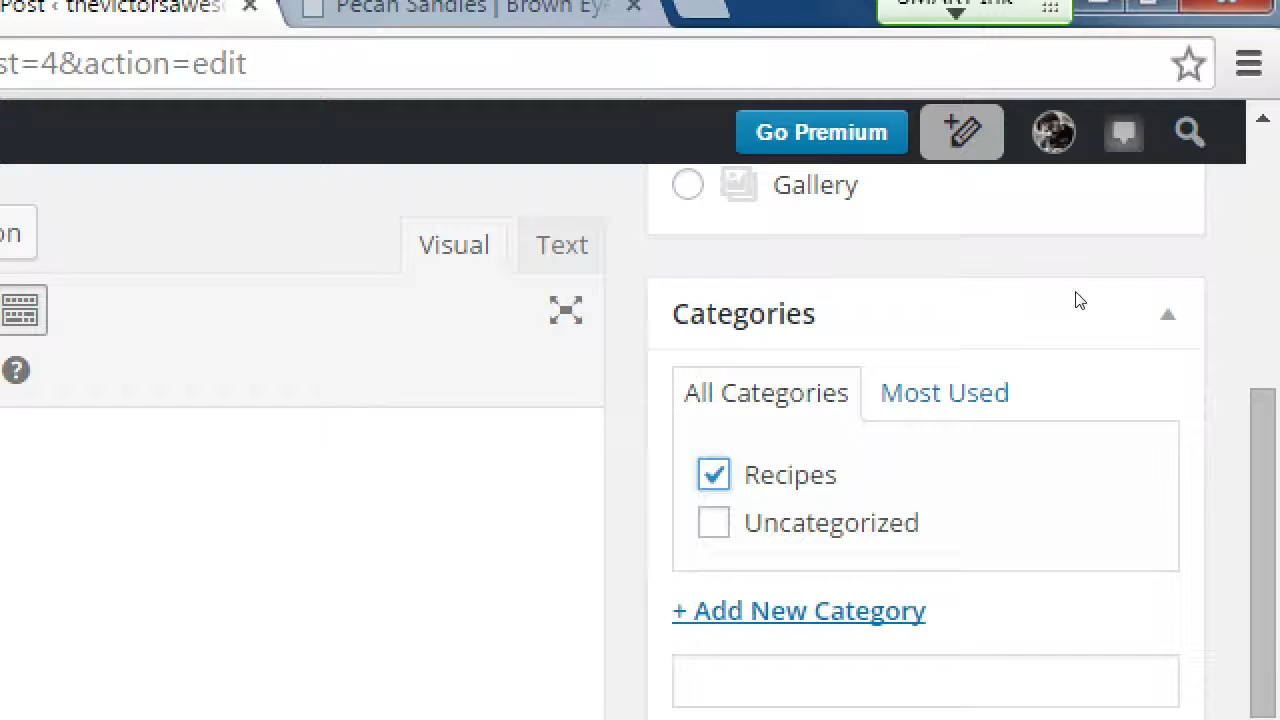 Post ‹ thevictorsawes
Pecan Sandies | Brown Eye
st=4&action=edit
Go Premium
Gallery
on
Visual
Text
Categories
?
All Categories
Most Used
Recipes
Uncategorized
+ Add New Category